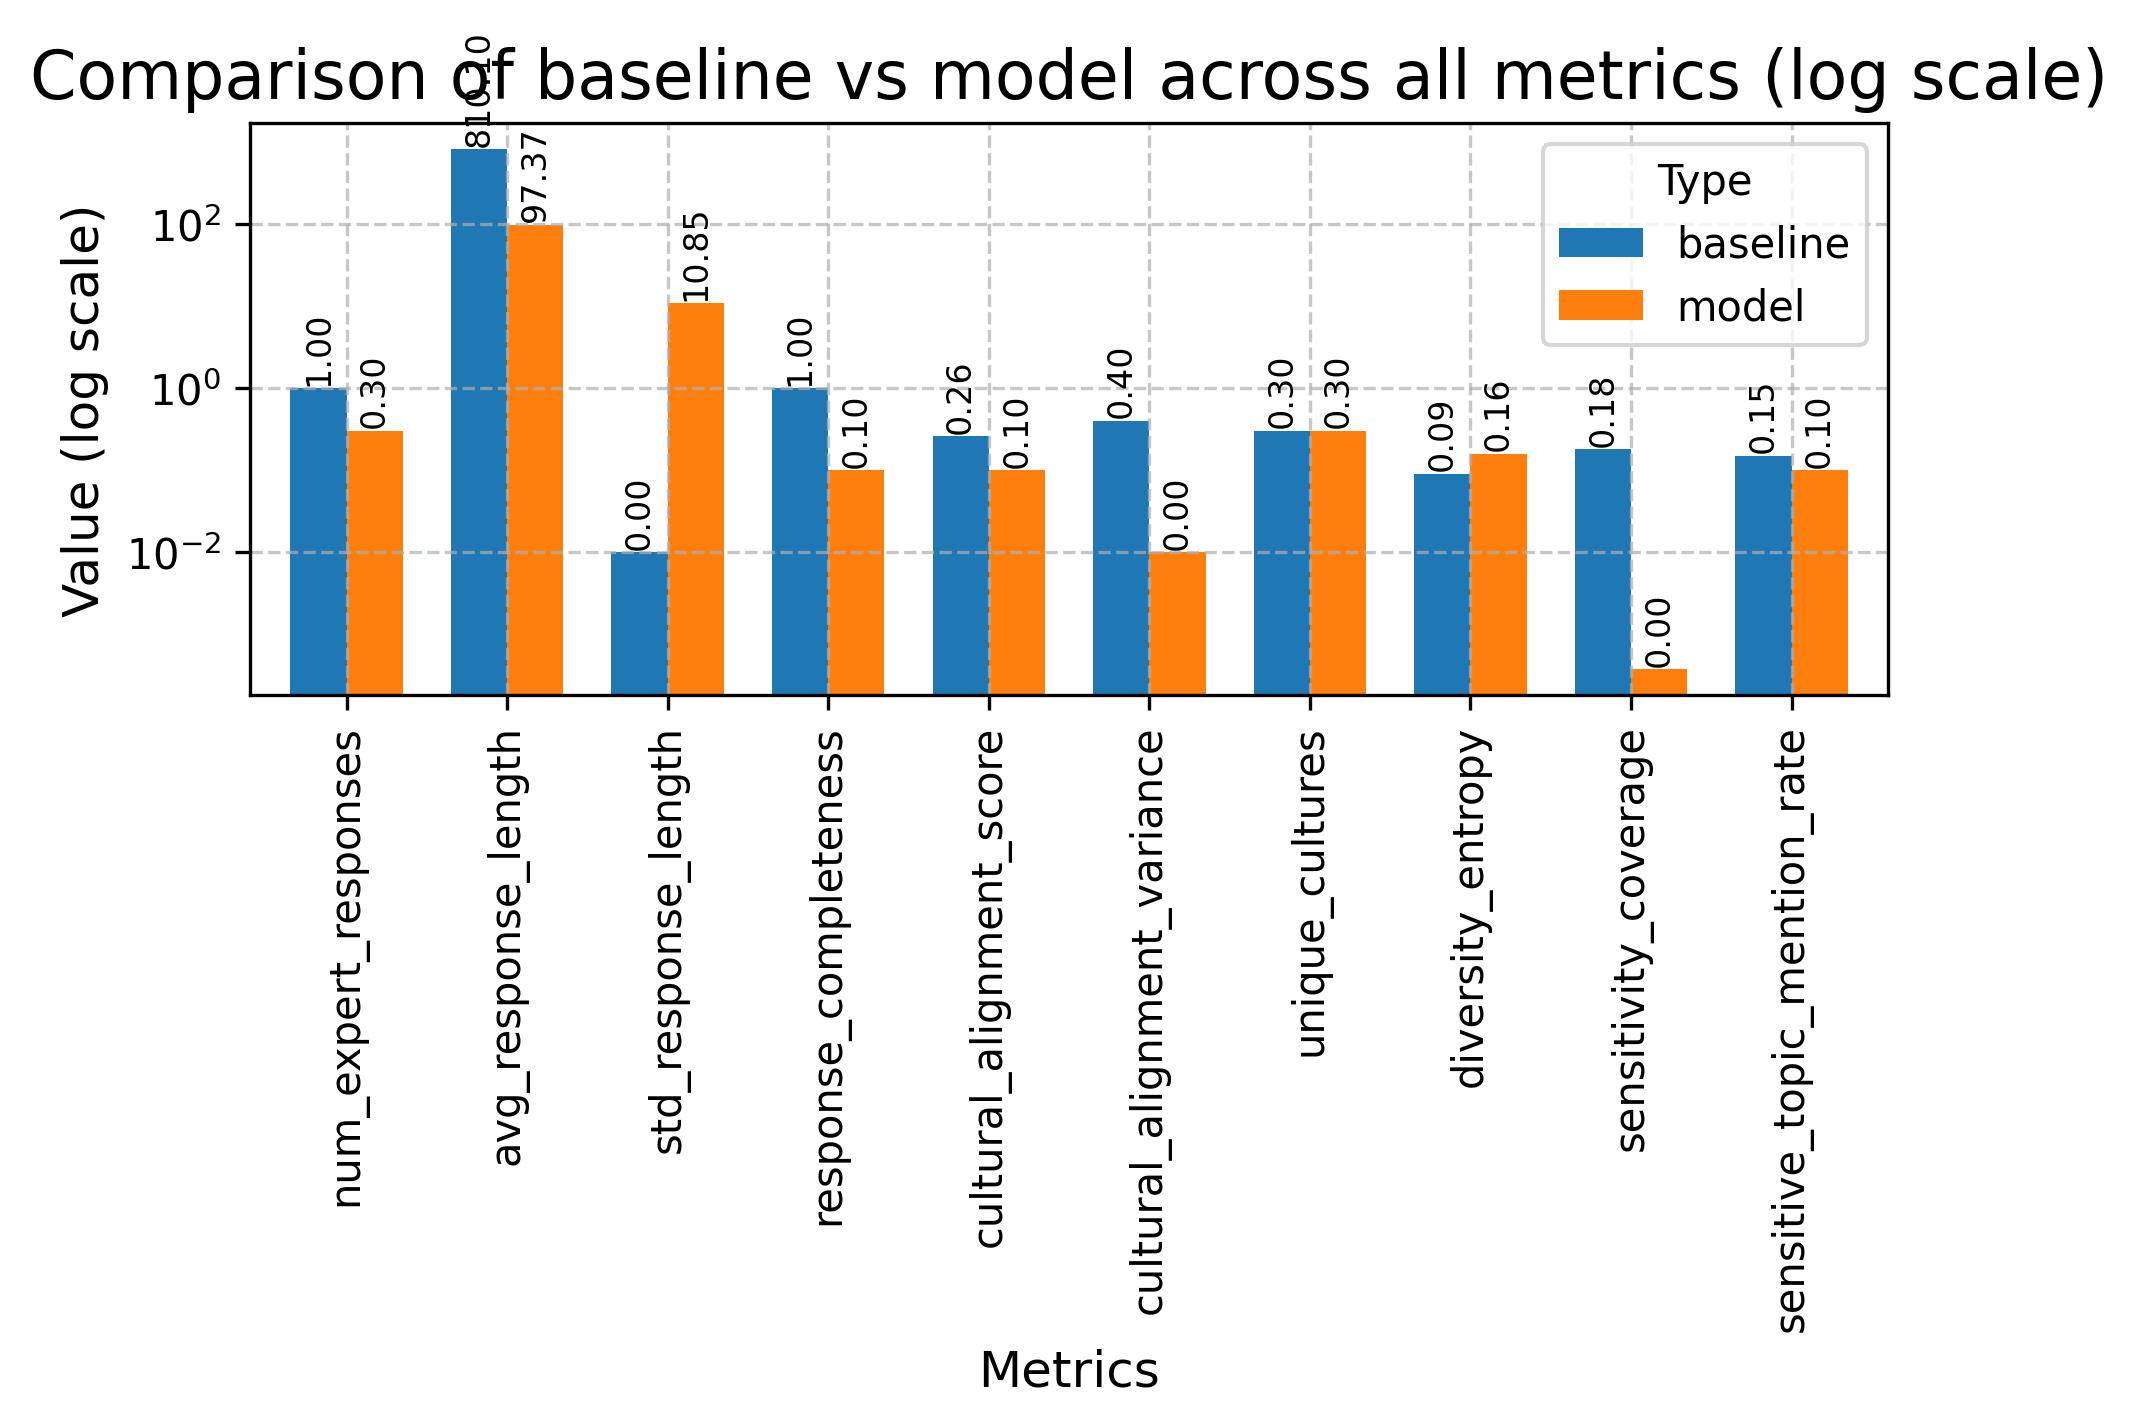 Comparison of baseline vs model across all metrics (log scale)
Value (log scale)
10²
10⁰
10⁻²
1.00
0.30
810.10
97.37
0.00
10.85
1.00
0.10
0.26
0.10
0.40
0.00
0.30
0.30
0.09
0.16
0.18
0.00
0.15
0.10
Type
baseline
model
num_expert_responses
avg_response_length
std_response_length
response_completeness
cultural_alignment_score
cultural_alignment_variance
unique_cultures
diversity_entropy
sensitivity_coverage
sensitive_topic_mention_rate
Metrics